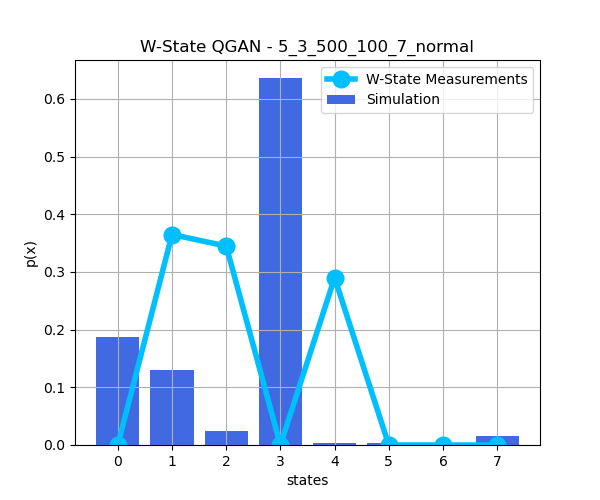 W-State QGAN - 5_3_500_100_7_normal
W-State Measurements
Simulation
0.6
0.5
0.4
0.3
0.2
0.1
0.0
p(x)
0 1 2 3 4 5 6 7
states